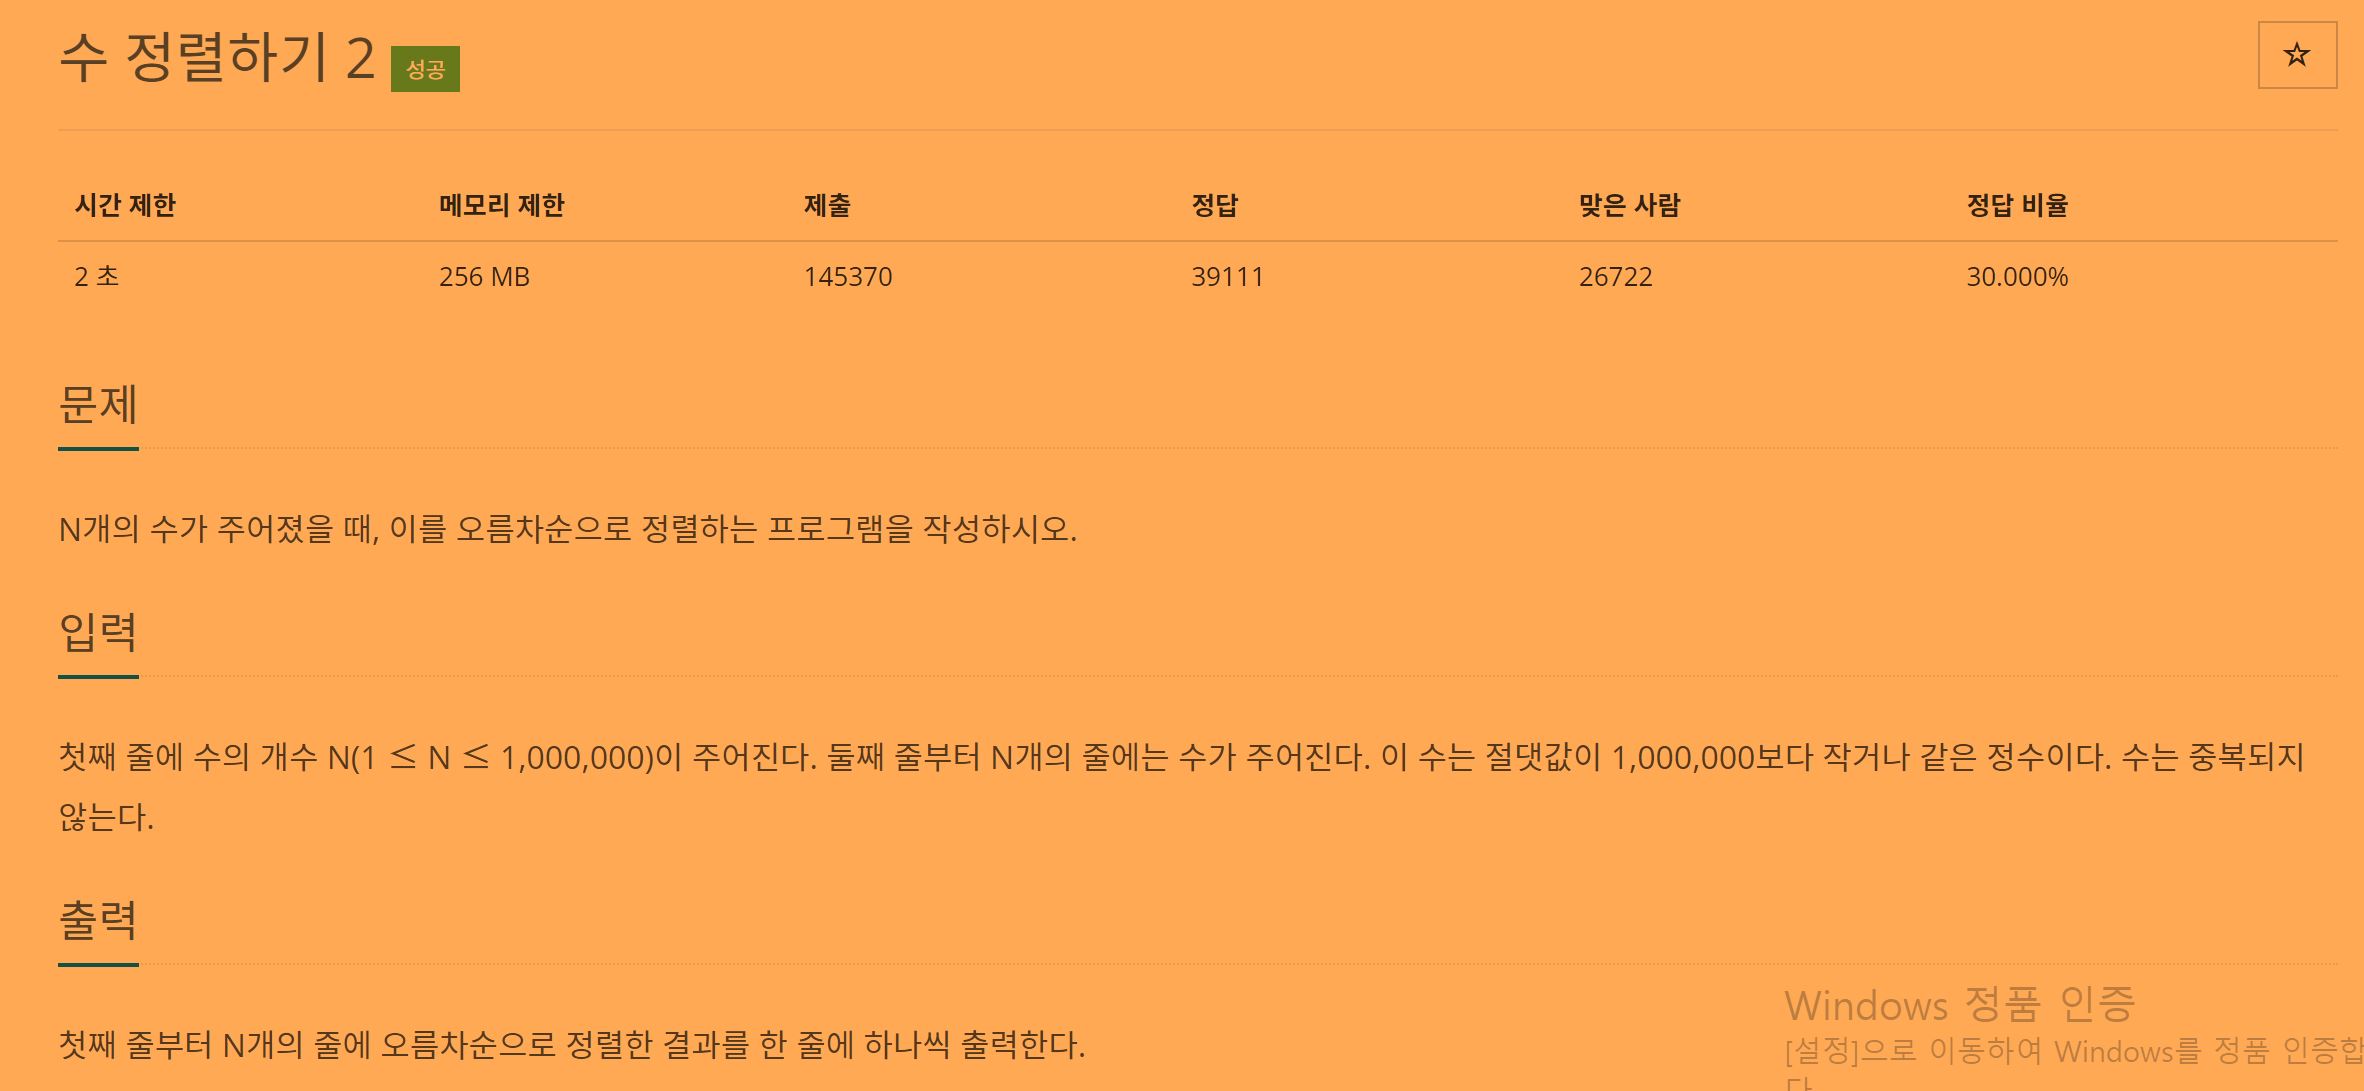 수 정렬하기 2 성공
시간 제한 메모리 제한 제출 정답 맞은 사람 정답 비율
2 초 256 MB 145370 39111 26722 30.000%
문제
N개의 수가 주어졌을 때, 이를 오름차순으로 정렬하는 프로그램을 작성하시오.
입력
첫째 줄에 수의 개수 N(1 ≤ N ≤ 1,000,000)이 주어진다. 둘째 줄부터 N개의 줄에는 수가 주어진다. 이 수는 절댓값이 1,000,000보다 작거나 같은 정수이다. 수는 중복되지
않는다.
출력
첫째 줄부터 N개의 줄에 오름차순으로 정렬한 결과를 한 줄에 하나씩 출력한다.
Windows 정품 인증
[설정]으로 이동하여 Windows를 정품 인증합